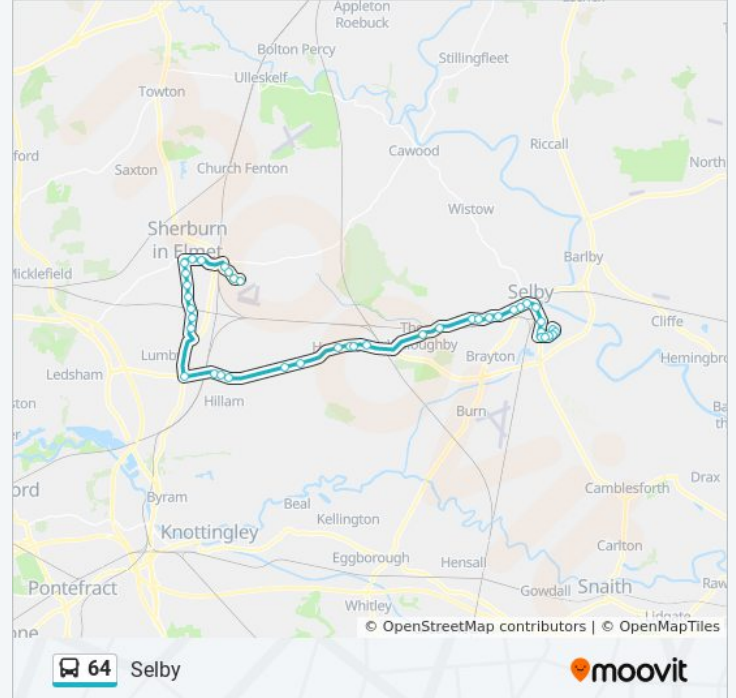 Appleton
Roebuck
Bolton Percy
Stillingfleet
Ulleskelf
Towton
Cawood
Riccall
ford
Saxton
Church Fenton
North
Wistow
Sherburn
in Elmet
Barlby
Micklefield
Selby
Cliffe
Brayton
Hemingbro
Ledsham
Hillam
Burn
ston
Camblesforth
Drax
ord
Byram
Beal
Kellington
Knottingley
Carlton
Eggborough
Hensall
Pontefract
Gowdall
Snaith
Whitley
© OpenStreetMap contributors | © OpenMapTiles
64 Selby
moovit